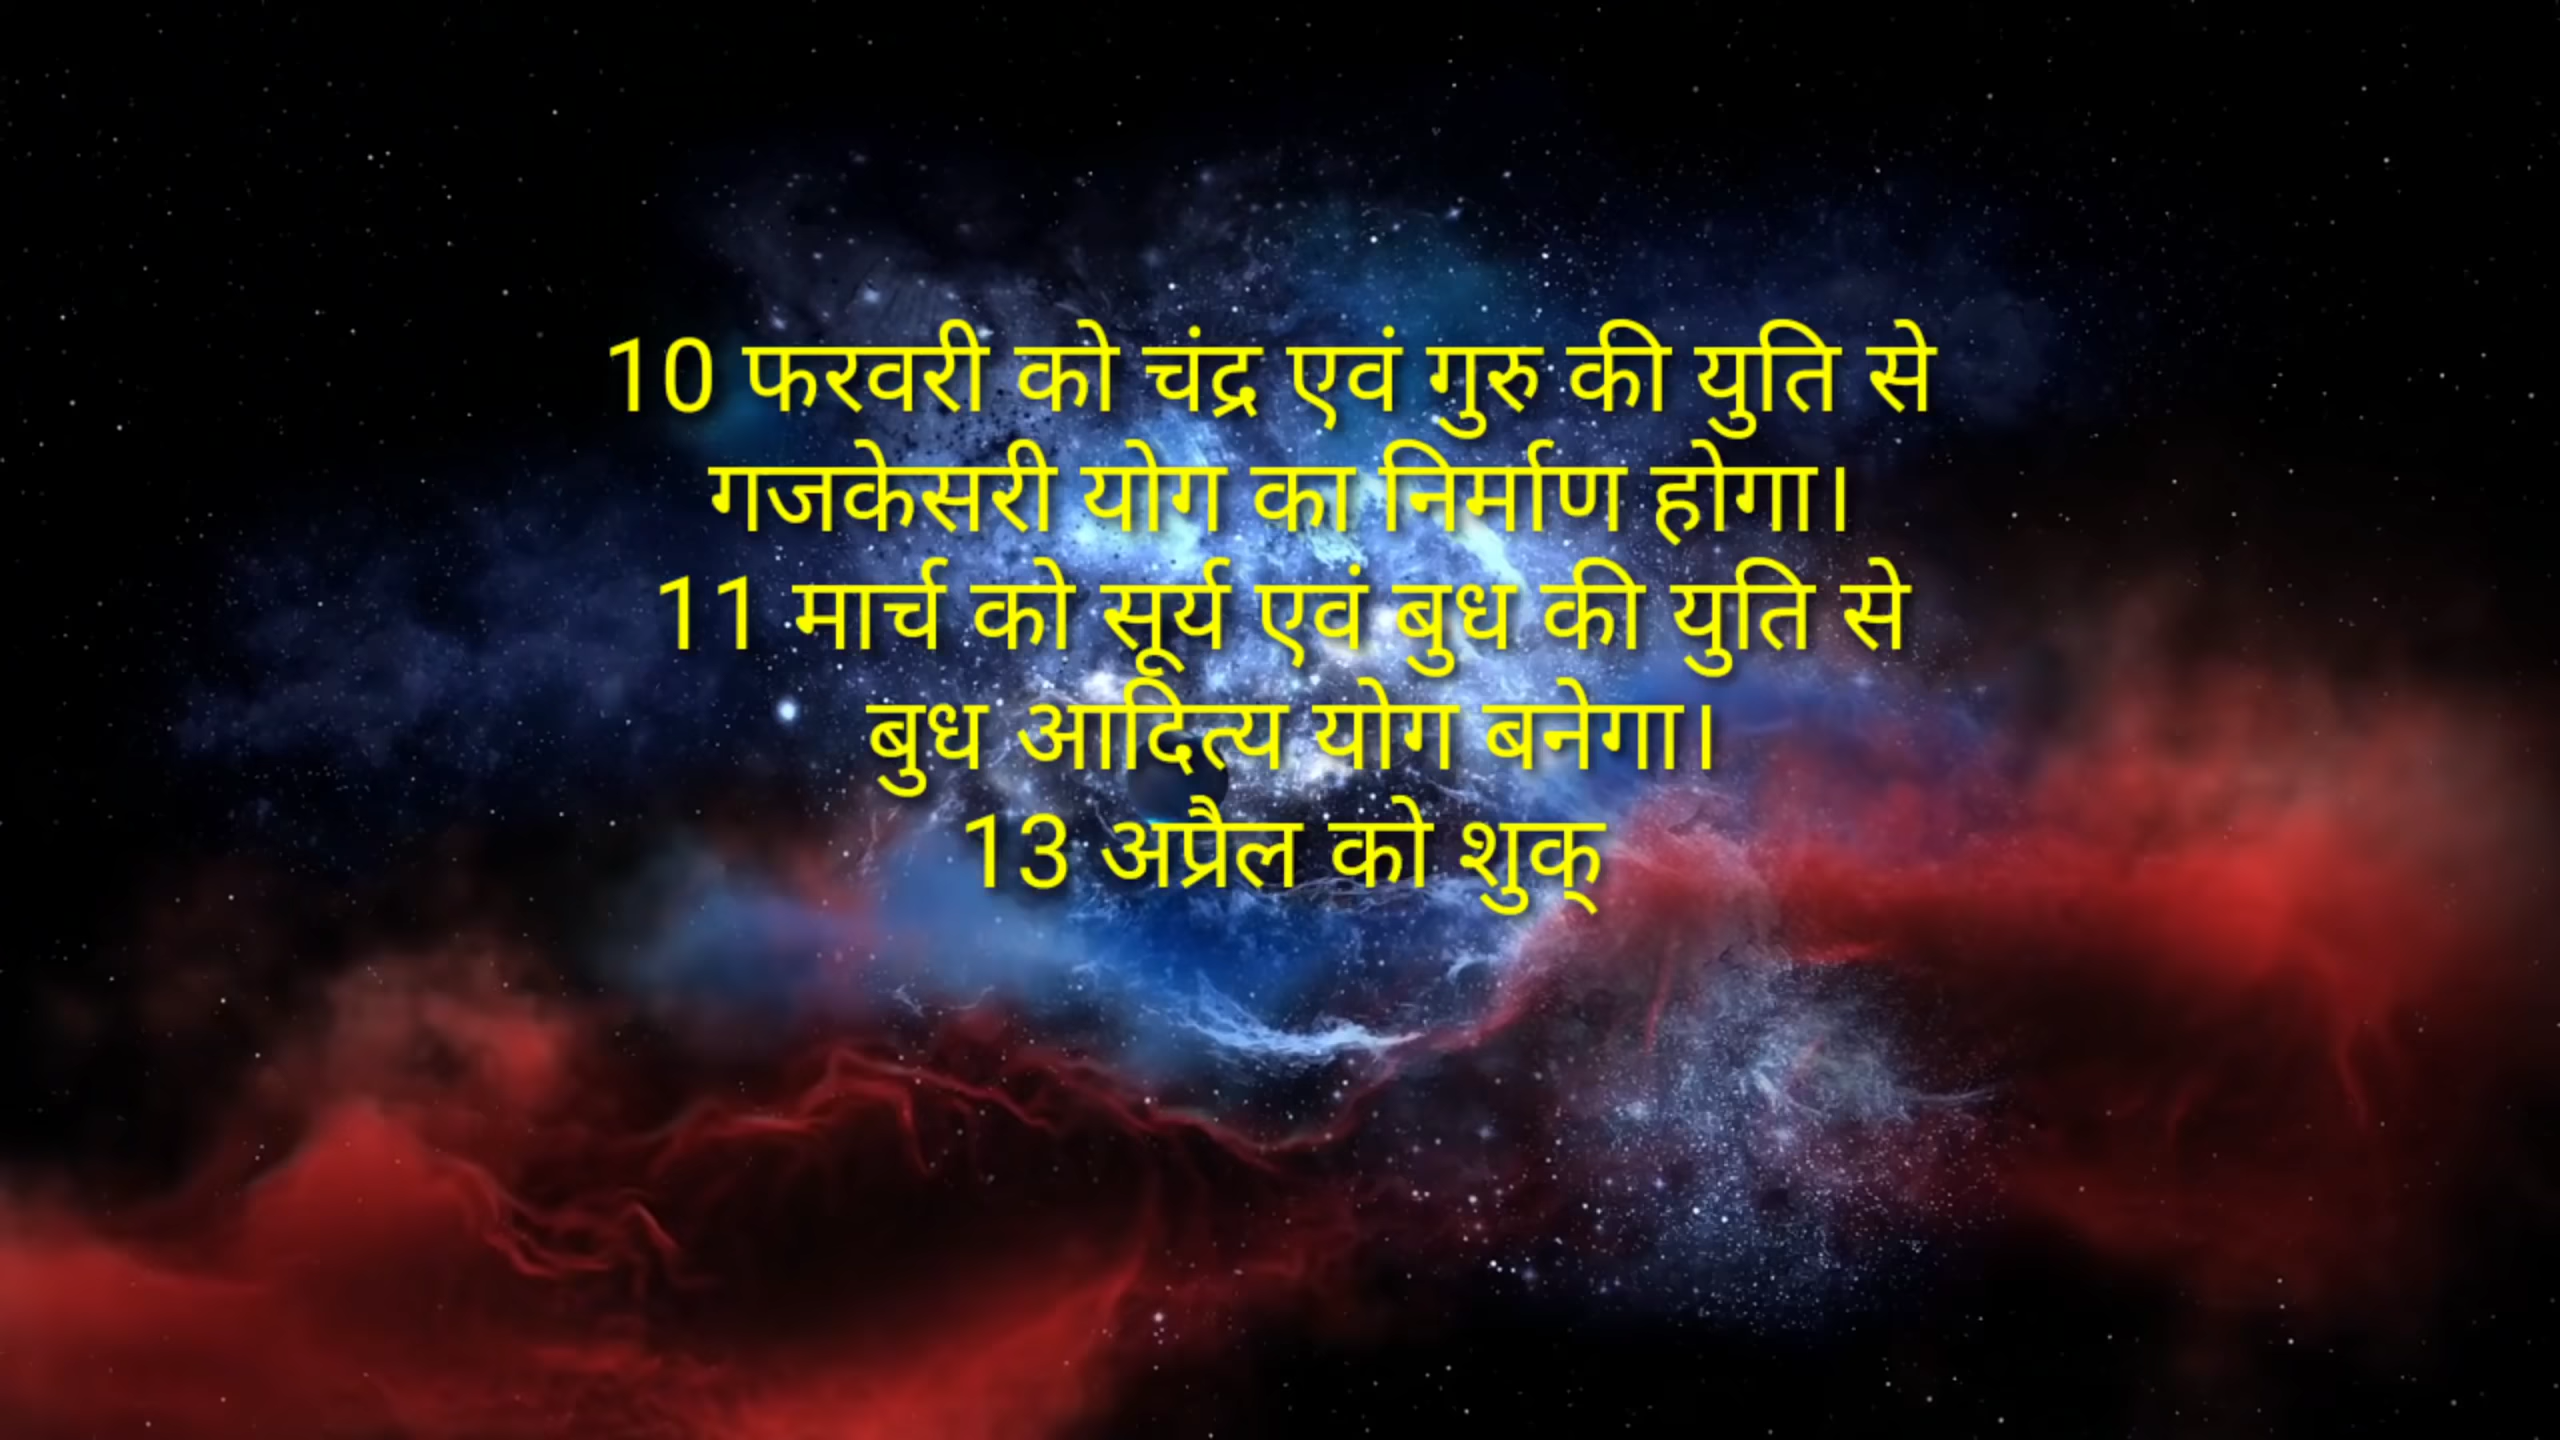 10 फरवरी को चंद्र एवं गुरु की युति से
गजकेसरी योग का निर्माण होगा।
11 मार्च को सूर्य एवं बुध की युति से
बुध आदित्य योग बनेगा।
13 अप्रैल को शुक्